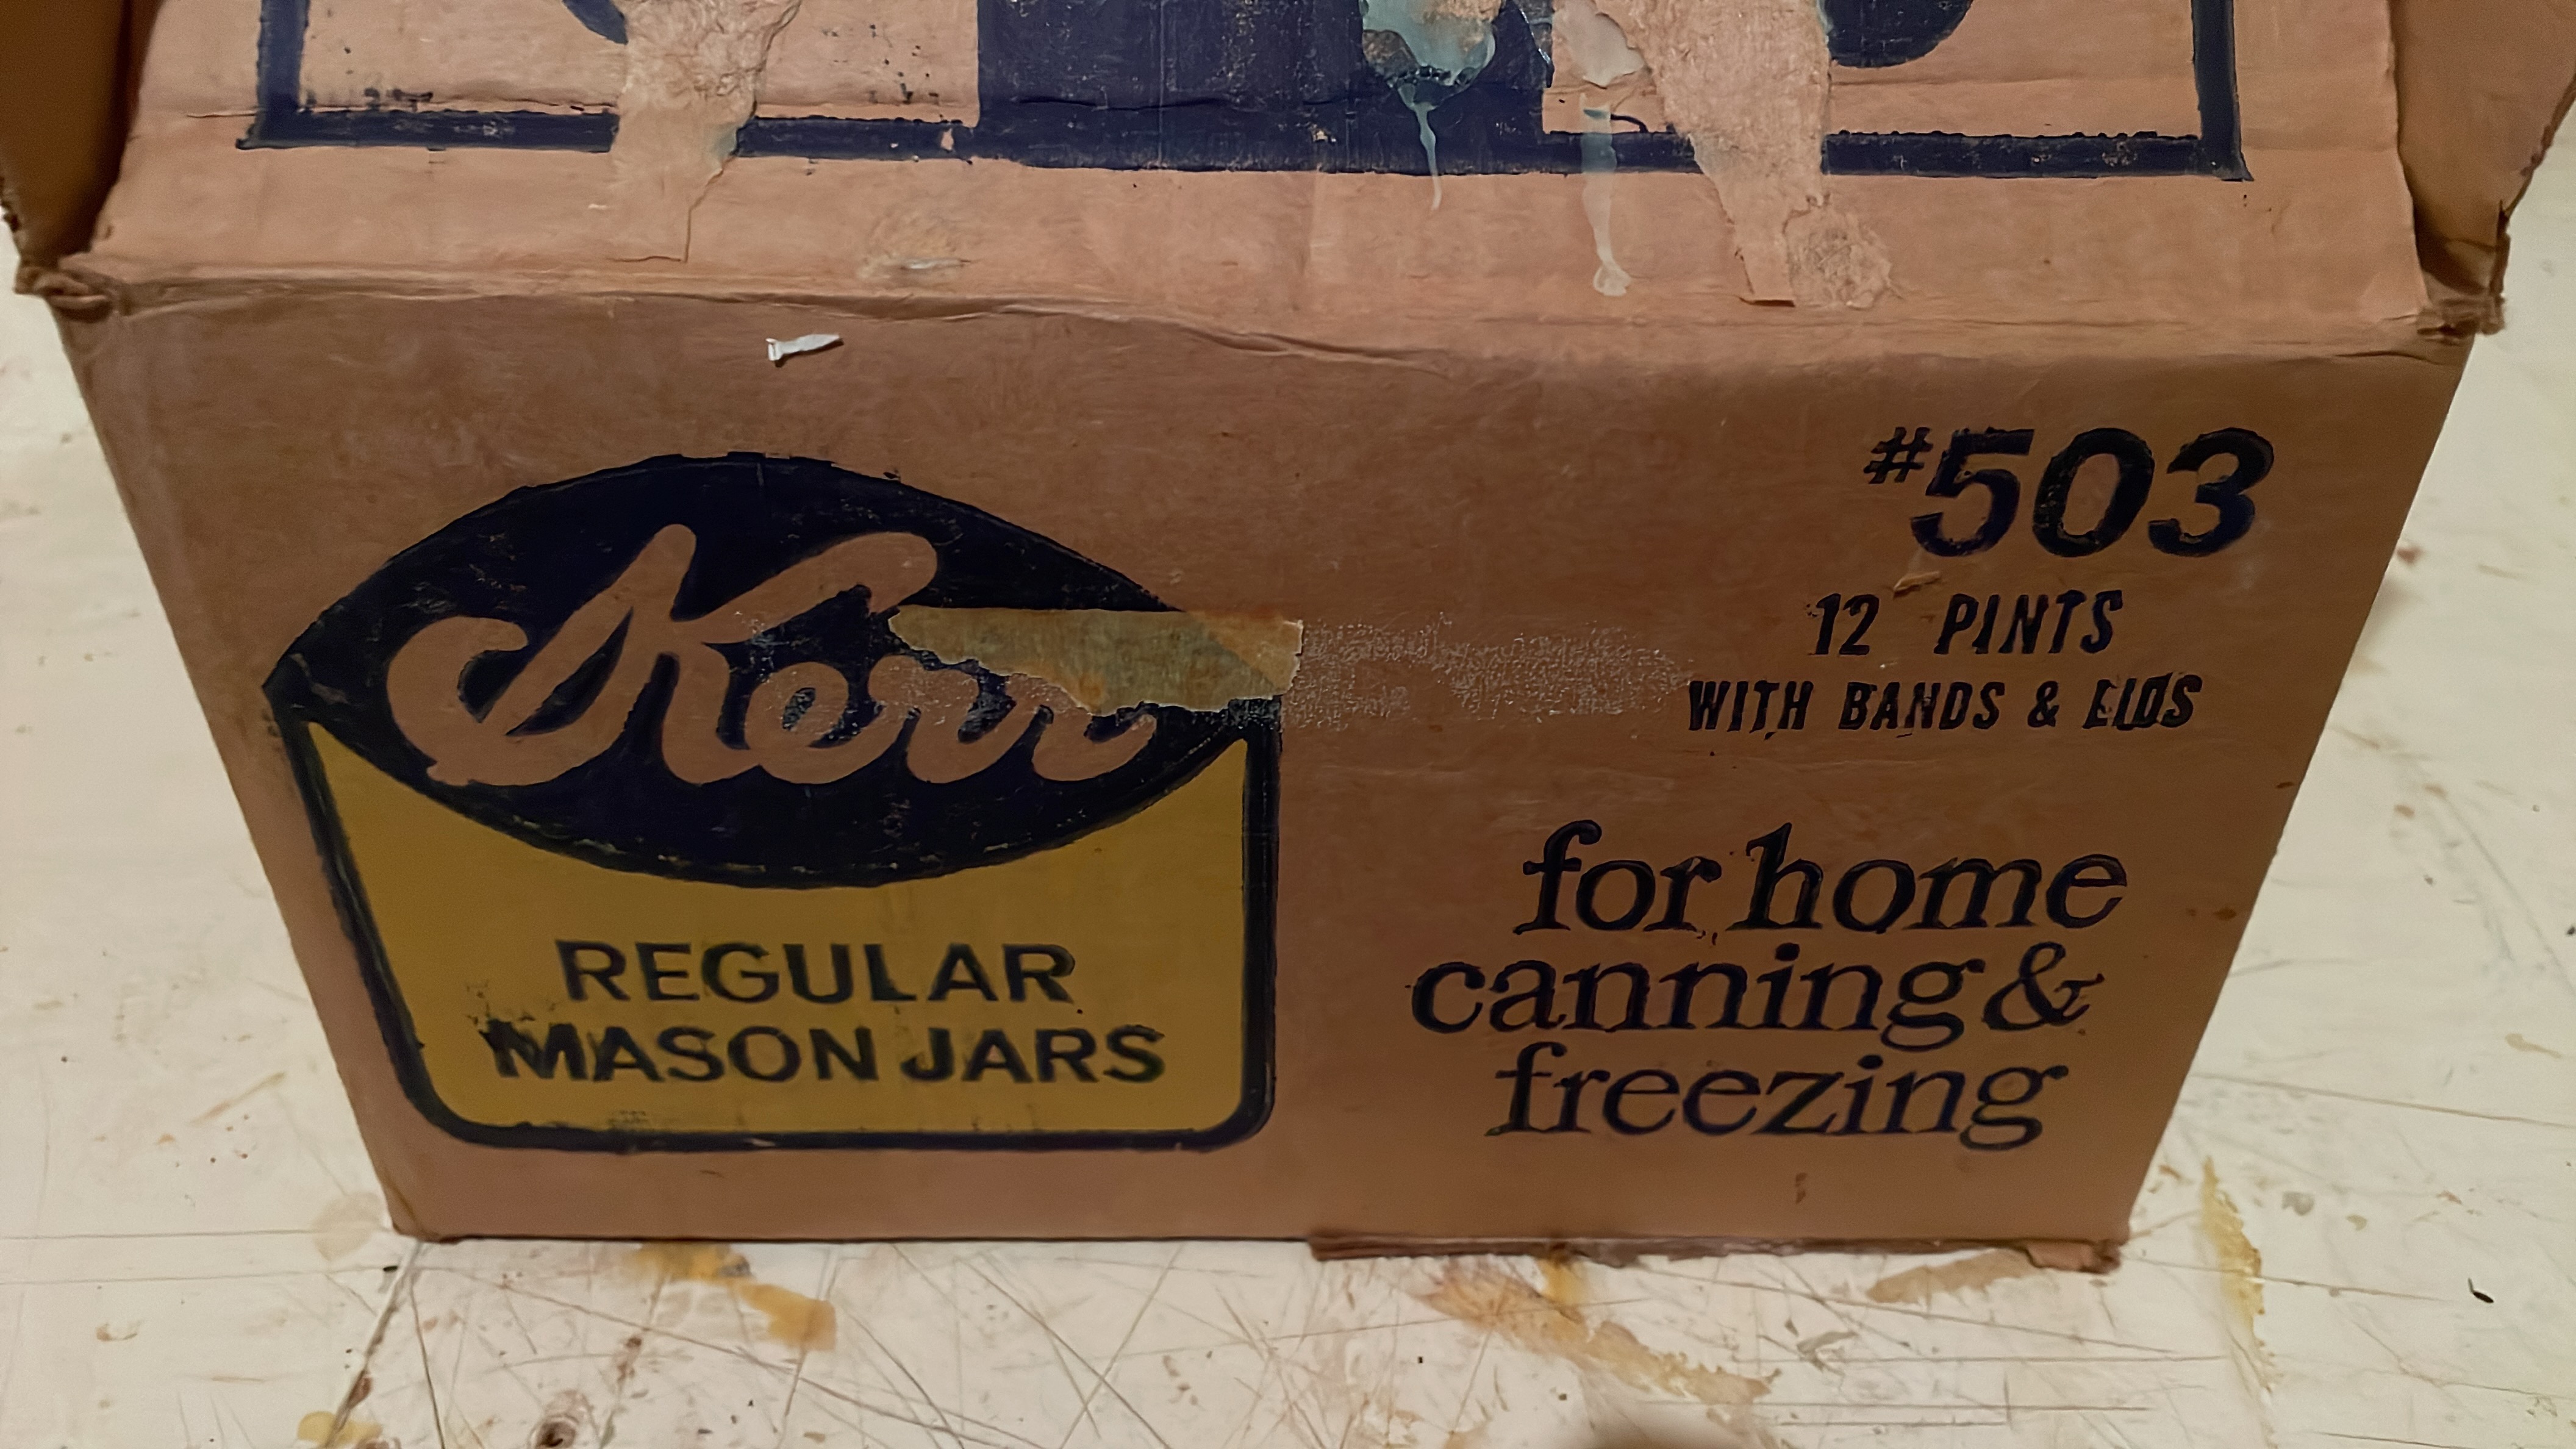 Kerr
REGULAR
MASON JARS
#503
12 PINTS
WITH BANDS & LIDS
for home
canning &
freezing